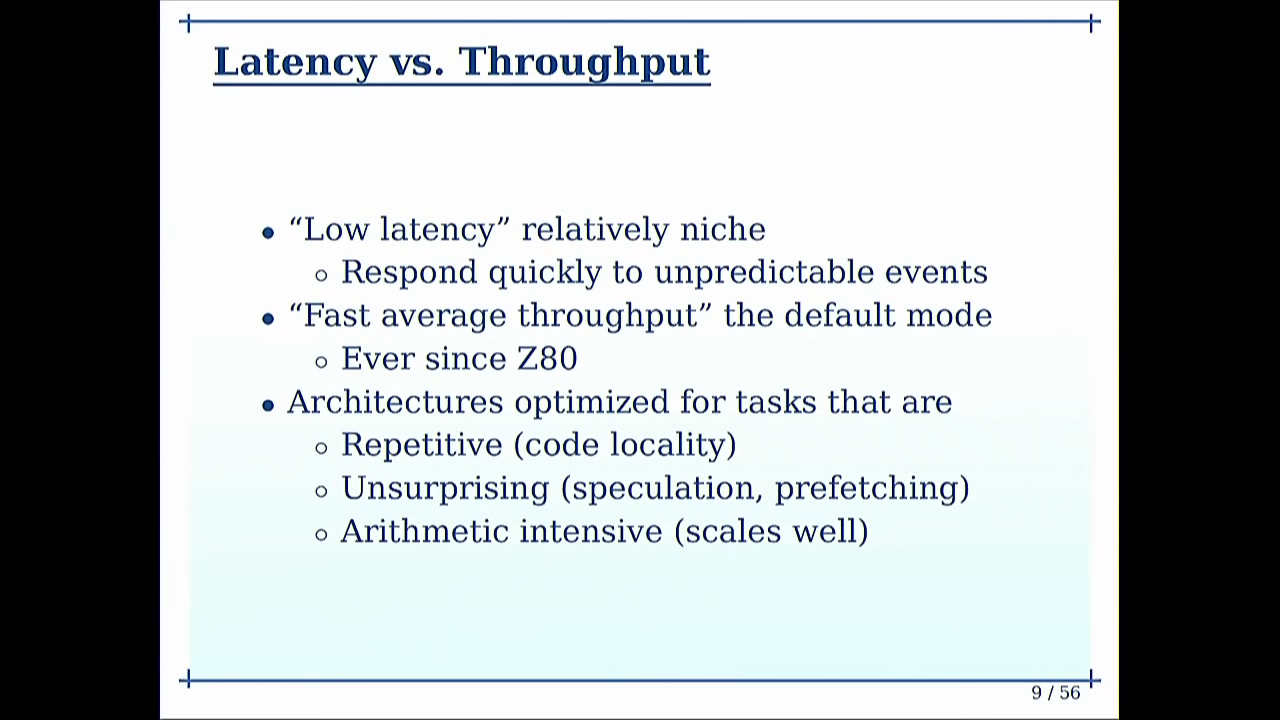 Latency vs. Throughput
• “Low latency” relatively niche
○ Respond quickly to unpredictable events
• “Fast average throughput” the default mode
○ Ever since Z80
• Architectures optimized for tasks that are
○ Repetitive (code locality)
○ Unsurprising (speculation, prefetching)
○ Arithmetic intensive (scales well)
9 / 56